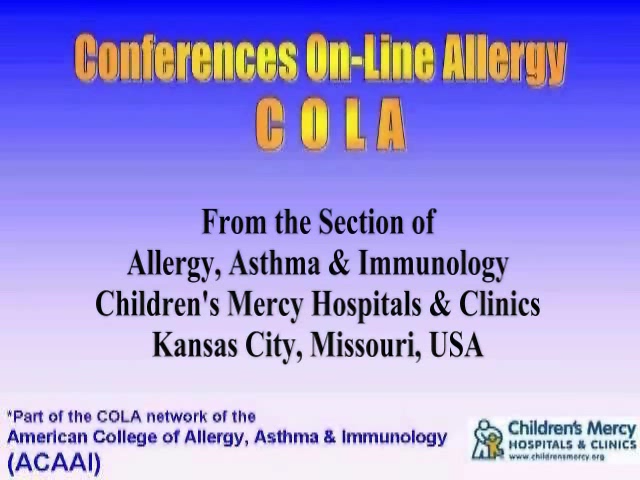 Conferences On-Line Allergy
C O L A
From the Section of
Allergy, Asthma & Immunology
Children's Mercy Hospitals & Clinics
Kansas City, Missouri, USA
*Part of the COLA network of the
American College of Allergy, Asthma & Immunology
(ACAAI)
Children's Mercy
HOSPITALS & CLINICS
www.childrensmercy.org